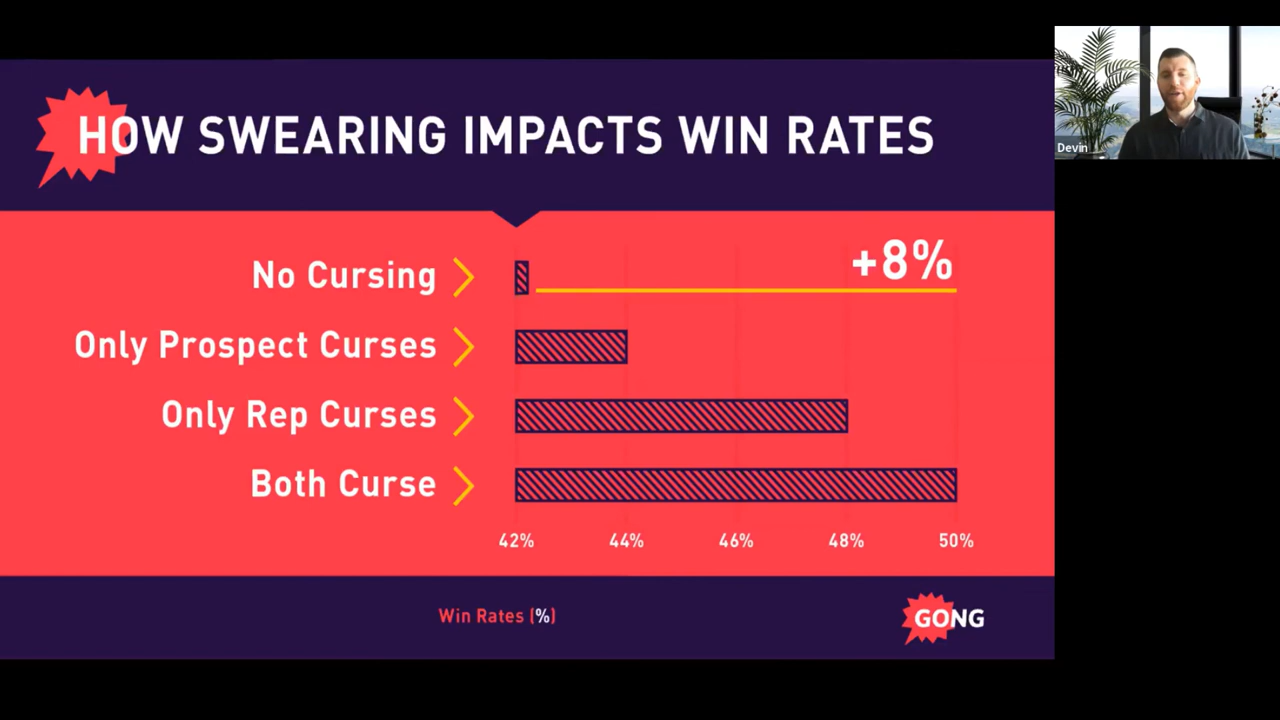 HOW SWEARING IMPACTS WIN RATES
No Cursing
+8%
Only Prospect Curses
Only Rep Curses
Both Curse
42% 44% 46% 48% 50%
Win Rates (%)
GONG
Devin